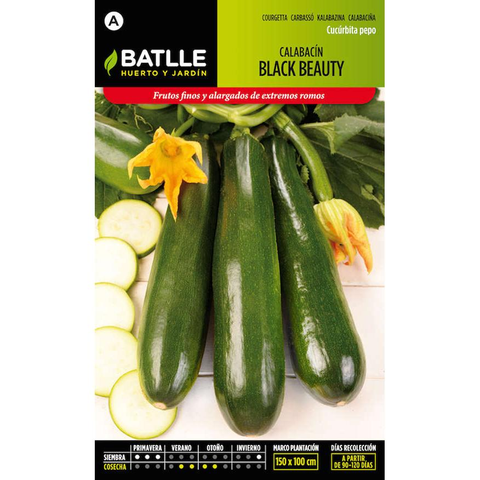 A
COURGETTA CARBASSÓ KALABAZINA CALABACIÑA
Cucúrbita pepo
BATLLE
HUERTO Y JARDÍN
CALABACÍN
BLACK BEAUTY
Frutos finos y alargados de extremos romos
PRIMAVERA VERANO OTOÑO INVIERNO
SIEMBRA
COSECHA
MARCO PLANTACIÓN
150 x 100 cm
DÍAS RECOLECCIÓN
A PARTIR
DE 90-120 DÍAS